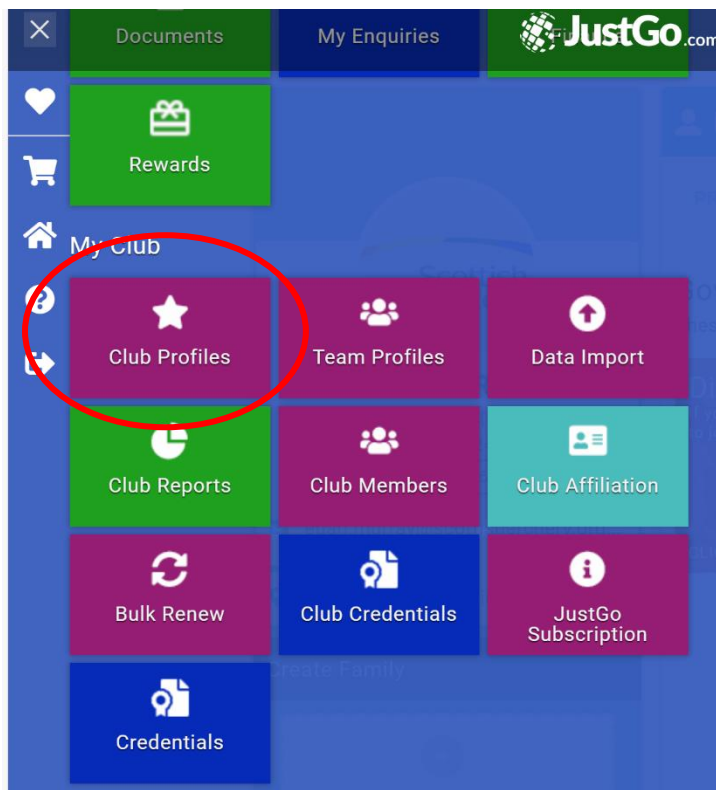 Documents
My Enquiries
JustGo.com
Rewards
My Club
Club Profiles
Team Profiles
Data Import
Club Reports
Club Members
Club Affiliation
Bulk Renew
Club Credentials
JustGo
Subscription
Create Family
Credentials